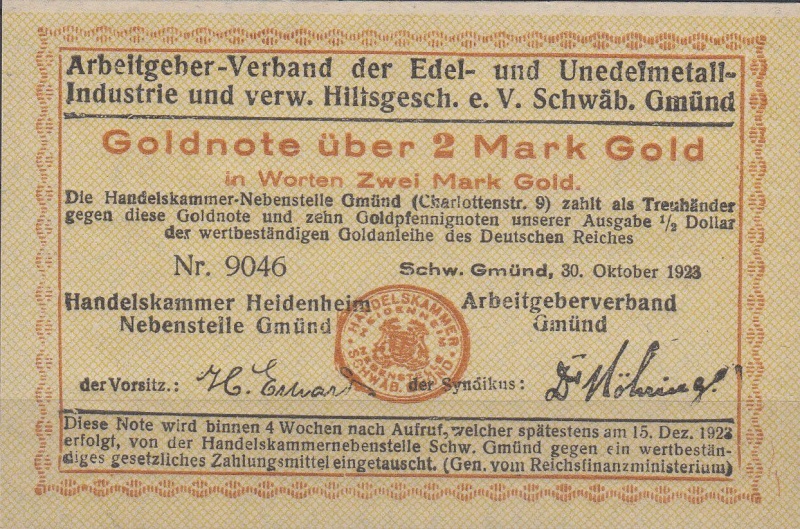 Arbeitgeber-Verband der Edel- und Unedelmetall-
Industrie und verw. Hilfsgesch. e. V. Schwäb. Gmünd
Goldnote über 2 Mark Gold
in Worten Zwei Mark Gold.
Die Handelskammer-Nebenstelle Gmünd (Charlottenstr. 9) zahlt als Treuhänder
gegen diese Goldnote und zehn Goldpfennignoten unserer Ausgabe 1/2 Dollar
der wertbeständigen Goldanleihe des Deutschen Reiches
Nr. 9046 Schw. Gmünd, 30. Oktober 1923
Handelskammer Heidenheim Arbeitgeberverband
Nebenstelle Gmünd Gmünd
HANDELSKAMMER
HEIDENHEIM
NEBENSTELLE
SCHWÄB. GMÜND
der Vorsitz.: der Syndikus:
Diese Note wird binnen 4 Wochen nach Aufruf, welcher spätestens am 15. Dez. 1923
erfolgt, von der Handelskammernebenstelle Schw. Gmünd gegen ein wertbestän-
diges gesetzliches Zahlungsmittel eingetauscht. (Gen. vom Reichsfinanzministerium)